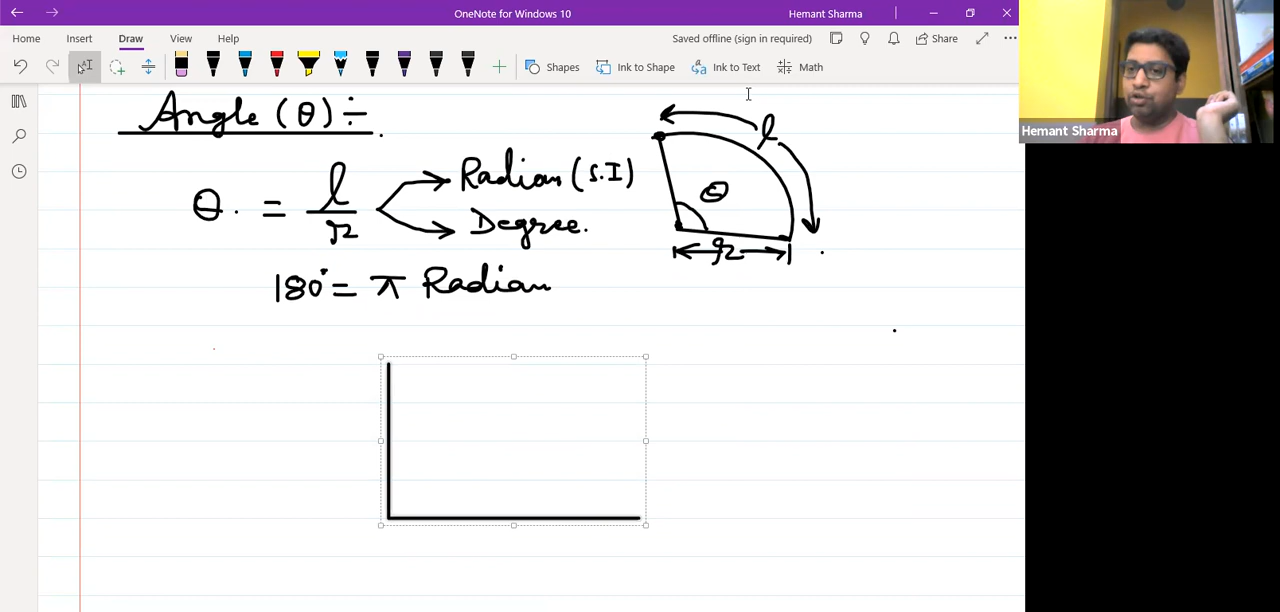 OneNote for Windows 10
Hemant Sharma
Home Insert Draw View Help
Saved offline (sign in required)
Share
Shapes
Ink to Shape
Ink to Text
Math
Hemant Sharma
Angle (θ) ÷
θ = l/r
Radian (S.I)
Degree.
180° = π Radian
l
θ
r